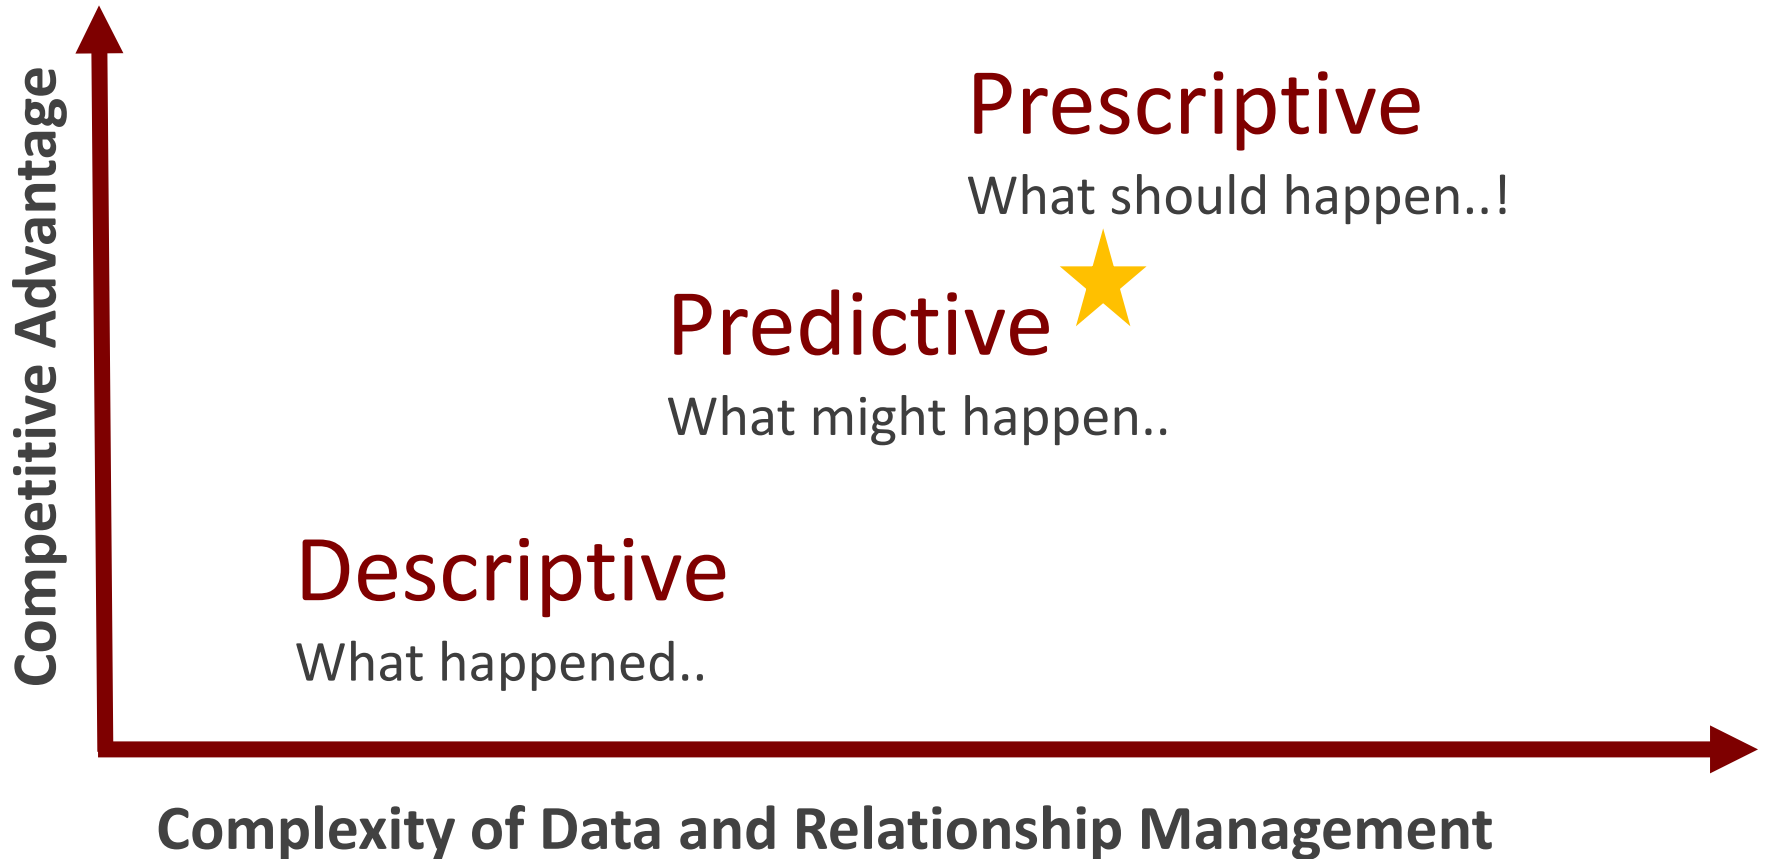 Competitive Advantage
Prescriptive
What should happen..!
Predictive
What might happen..
Descriptive
What happened..
Complexity of Data and Relationship Management